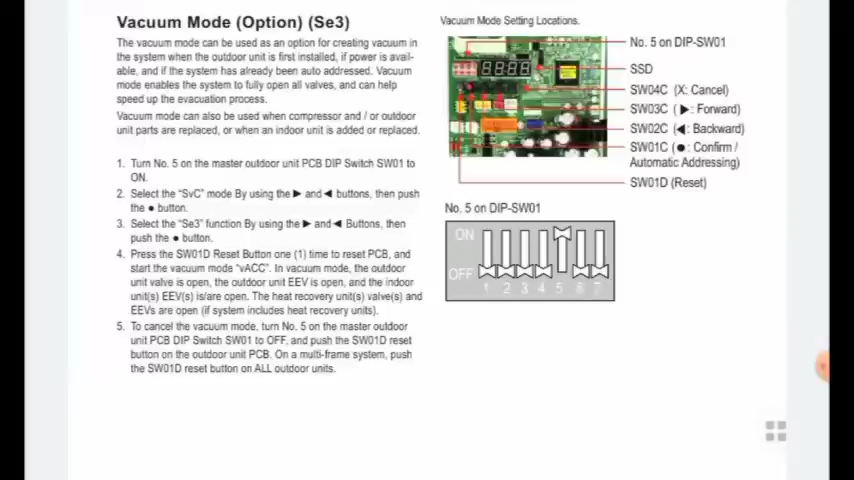 Vacuum Mode (Option) (Se3)
The vacuum mode can be used as an option for creating vacuum in
the system when the outdoor unit is first installed, if power is avail-
able, and if the system has already been auto addressed. Vacuum
mode enables the system to fully open all valves, and can help
speed up the evacuation process.
Vacuum mode can also be used when compressor and / or outdoor
unit parts are replaced, or when an indoor unit is added or replaced.
1. Turn No. 5 on the master outdoor unit PCB DIP Switch SW01 to
ON.
2. Select the “SvC” mode By using the ▶ and ◀ buttons, then push
the ● button.
3. Select the “Se3” function By using the ▶ and ◀ Buttons, then
push the ● button.
4. Press the SW01D Reset Button one (1) time to reset PCB, and
start the vacuum mode “vACC”. In vacuum mode, the outdoor
unit valve is open, the outdoor unit EEV is open, and the indoor
unit(s) EEV(s) is/are open. The heat recovery unit(s) valve(s) and
EEVs are open (if system includes heat recovery units).
5. To cancel the vacuum mode, turn No. 5 on the master outdoor
unit PCB DIP Switch SW01 to OFF, and push the SW01D reset
button on the outdoor unit PCB. On a multi-frame system, push
the SW01D reset button on ALL outdoor units.
Vacuum Mode Setting Locations.
No. 5 on DIP-SW01
SSD
SW04C (X: Cancel)
SW03C (▶: Forward)
SW02C (◀: Backward)
SW01C (●: Confirm /
Automatic Addressing)
SW01D (Reset)
No. 5 on DIP-SW01
ON
OFF
1 2 3 4 5 6 7